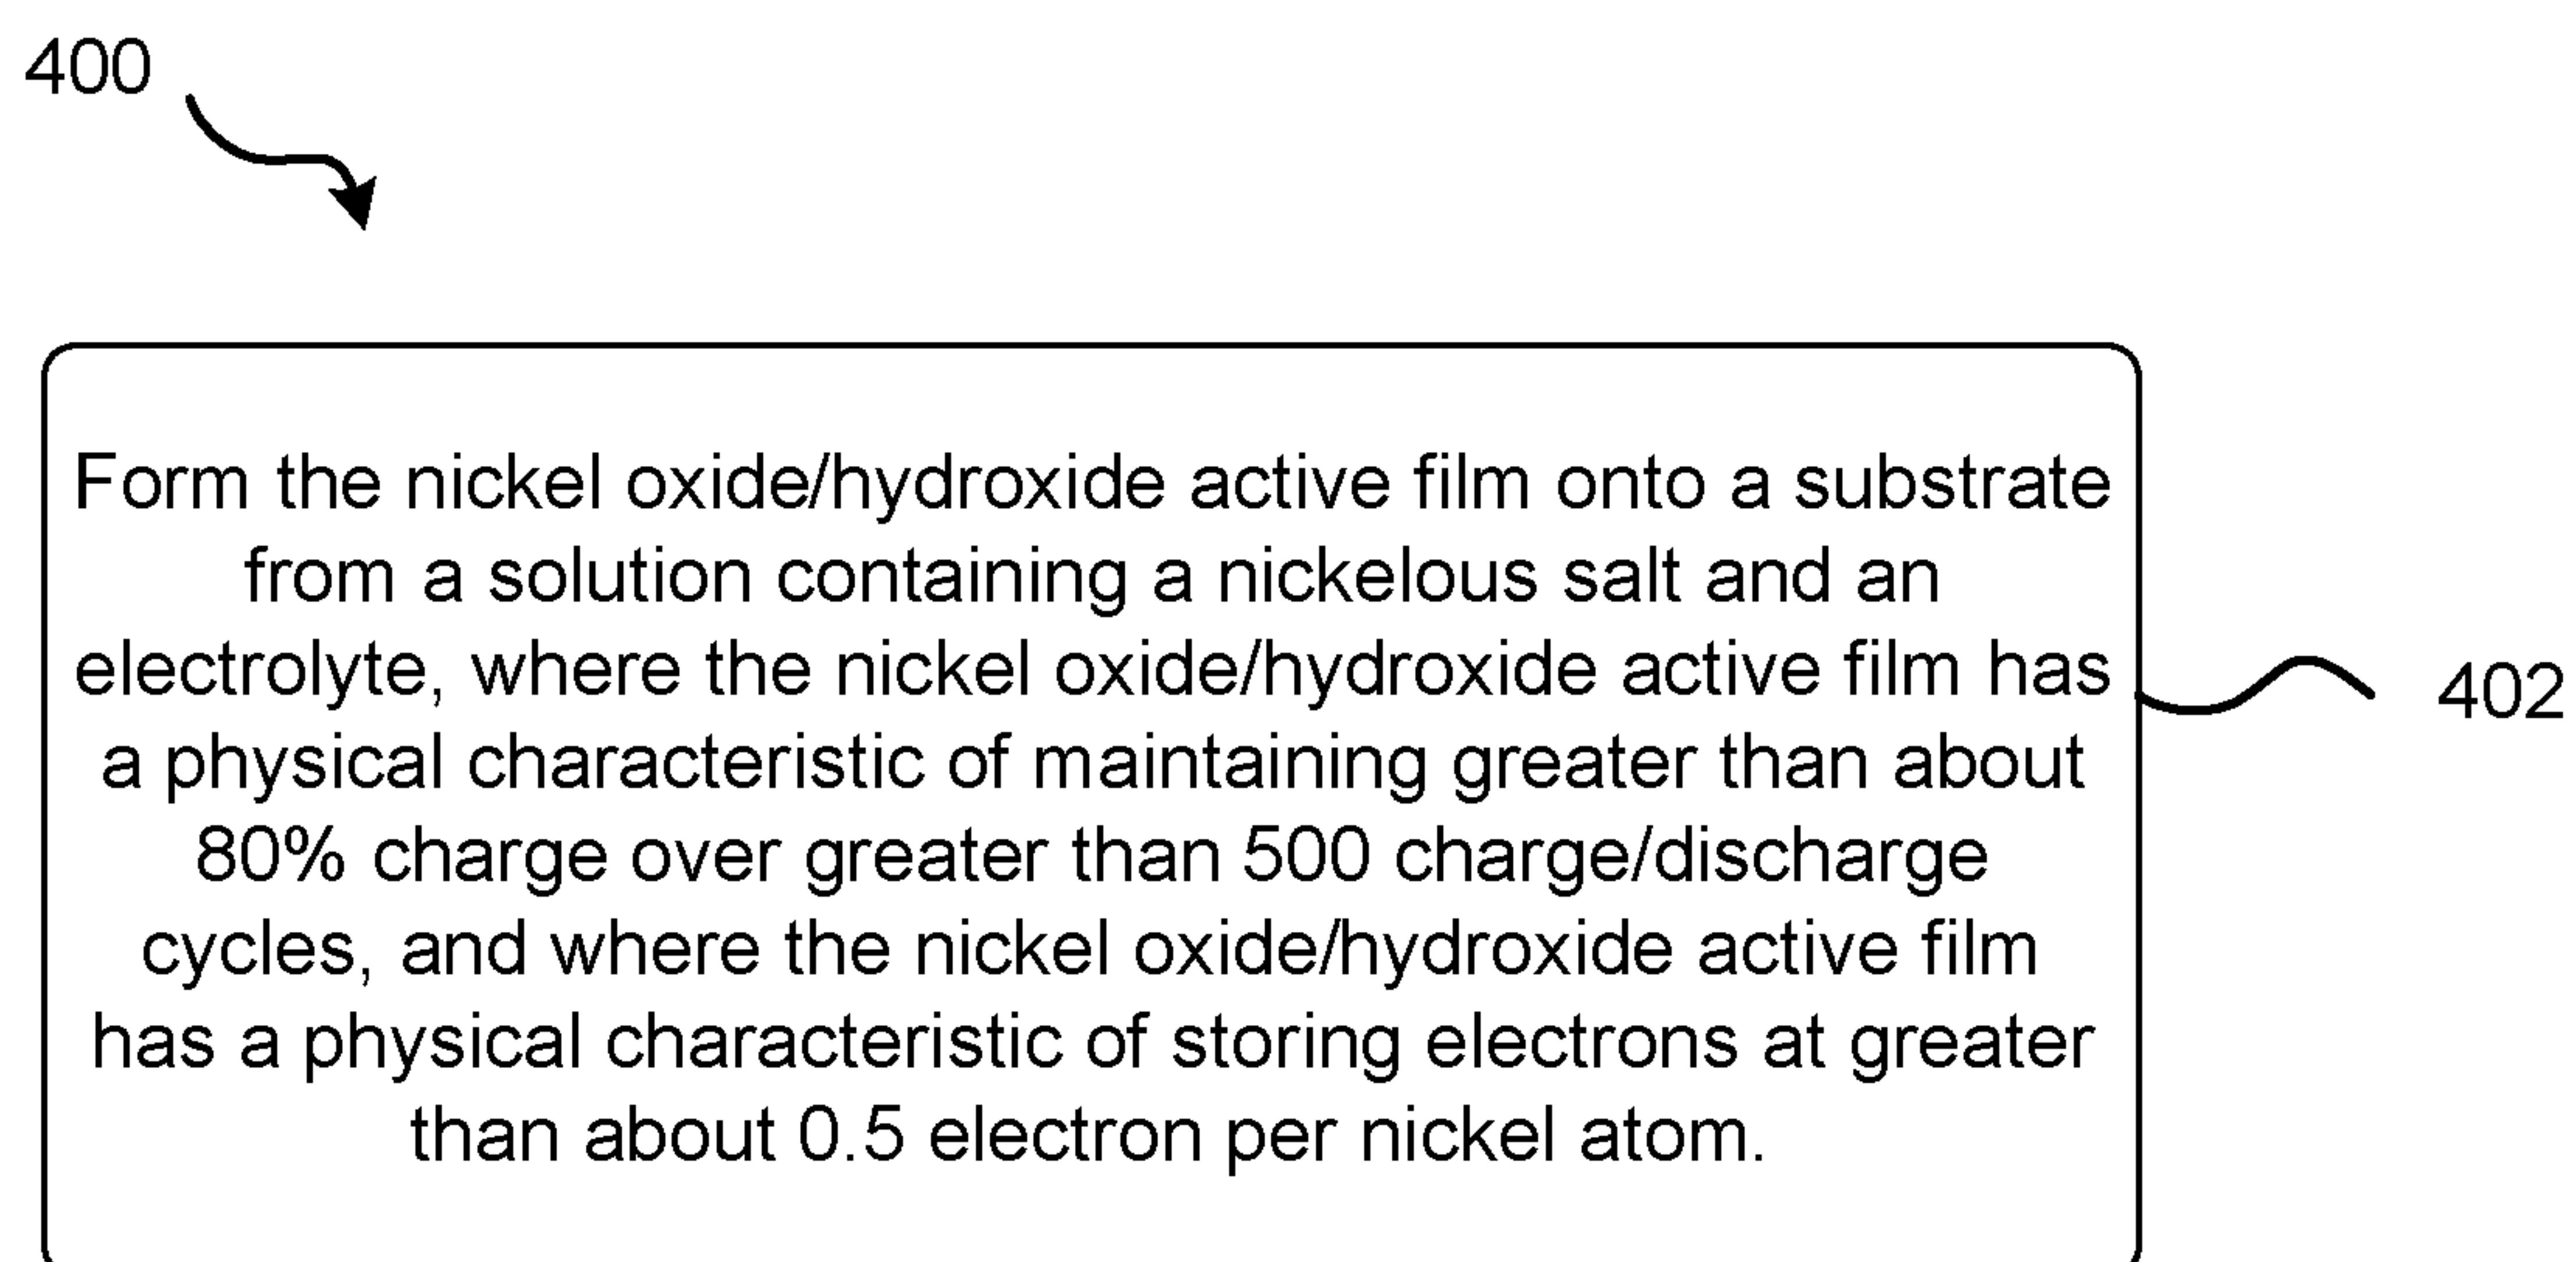 400
Form the nickel oxide/hydroxide active film onto a substrate
from a solution containing a nickelous salt and an
electrolyte, where the nickel oxide/hydroxide active film has
a physical characteristic of maintaining greater than about
80% charge over greater than 500 charge/discharge
cycles, and where the nickel oxide/hydroxide active film
has a physical characteristic of storing electrons at greater
than about 0.5 electron per nickel atom.
402